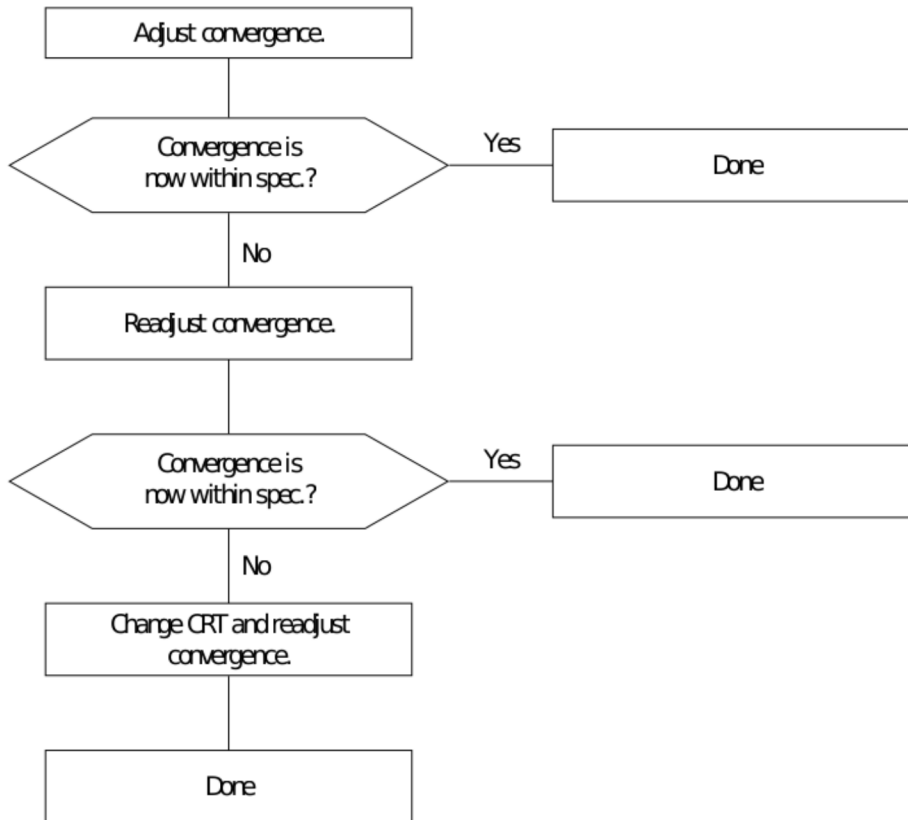 Adjust convergence.
Convergence is
now within spec.?
Yes
Done
No
Readjust convergence.
Convergence is
now within spec.?
Yes
Done
No
Change CRT and readjust
convergence.
Done